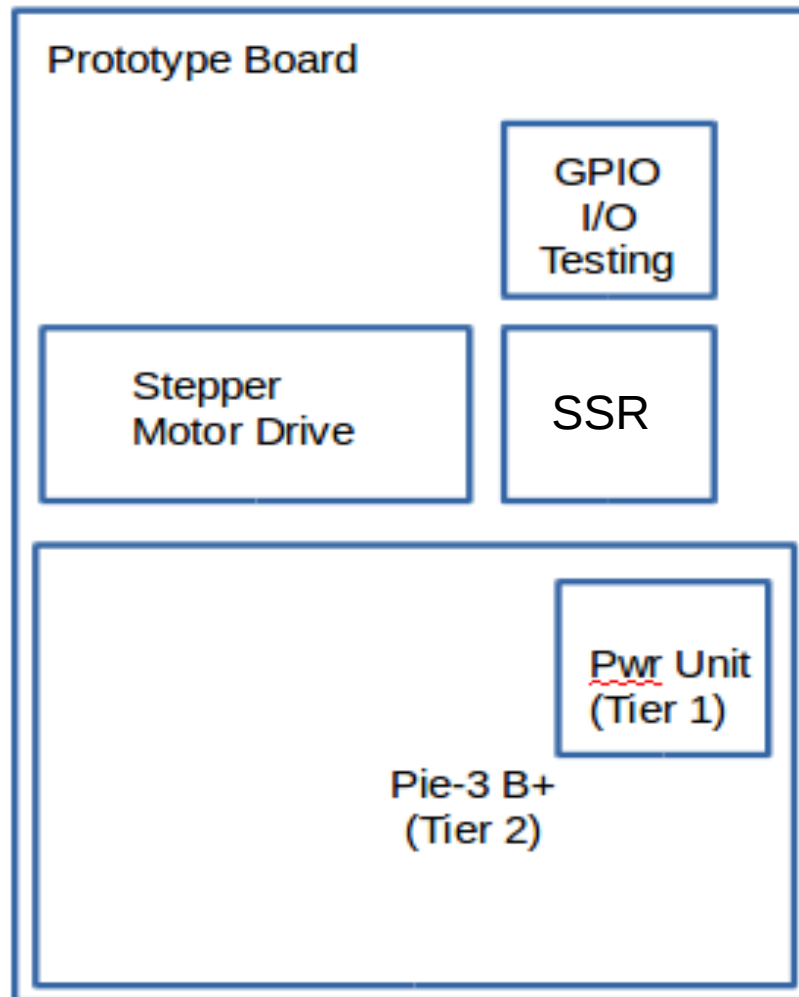 Prototype Board
GPIO
I/O
Testing
Stepper
Motor Drive
SSR
Pwr Unit
(Tier 1)
Pie-3 B+
(Tier 2)